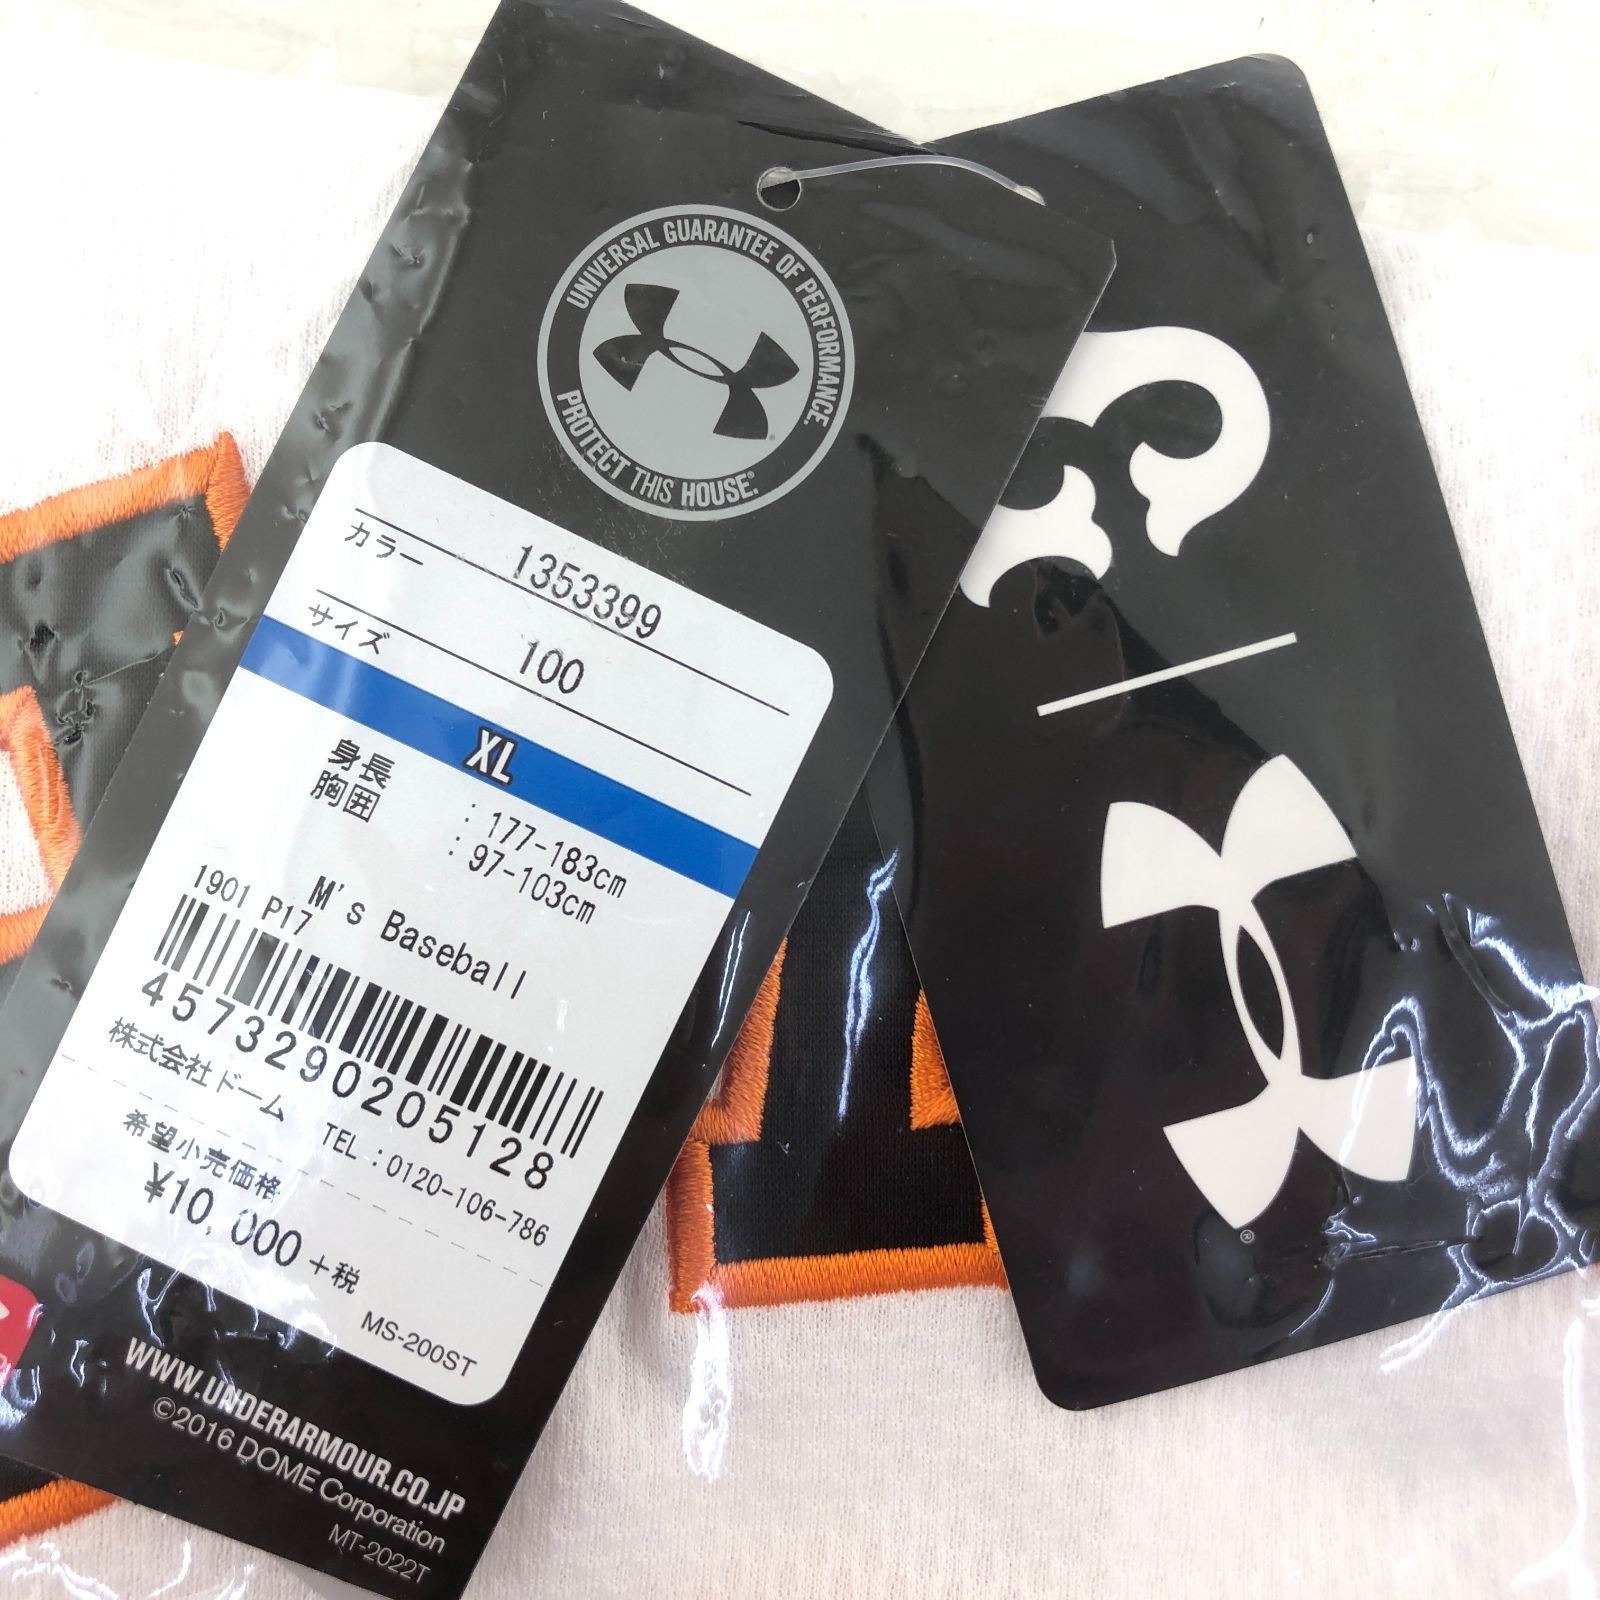 UNIVERSAL GUARANTEE OF PERFORMANCE.
PROTECT THIS HOUSE.®
1353399
カラー 100
サイズ
XL
身長 : 177-183cm
胸囲 : 97-103cm
M's Baseball
1901 P17
4573290205128
株式会社ドーム TEL:0120-106-786
希望小売価格
¥10,000+税
MS-200ST
WWW.UNDERARMOUR.CO.JP
©2016 DOME Corporation
MT-2022T
®